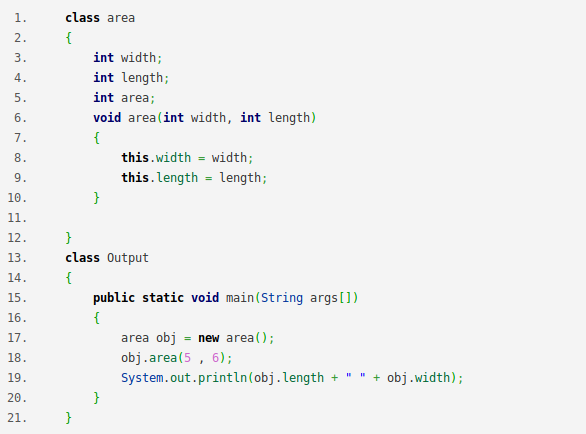 1. class area
2. {
3. int width;
4. int length;
5. int area;
6. void area(int width, int length)
7. {
8. this.width = width;
9. this.length = length;
10. }
11.
12. }
13. class Output
14. {
15. public static void main(String args[])
16. {
17. area obj = new area();
18. obj.area(5 , 6);
19. System.out.println(obj.length + " " + obj.width);
20. }
21. }